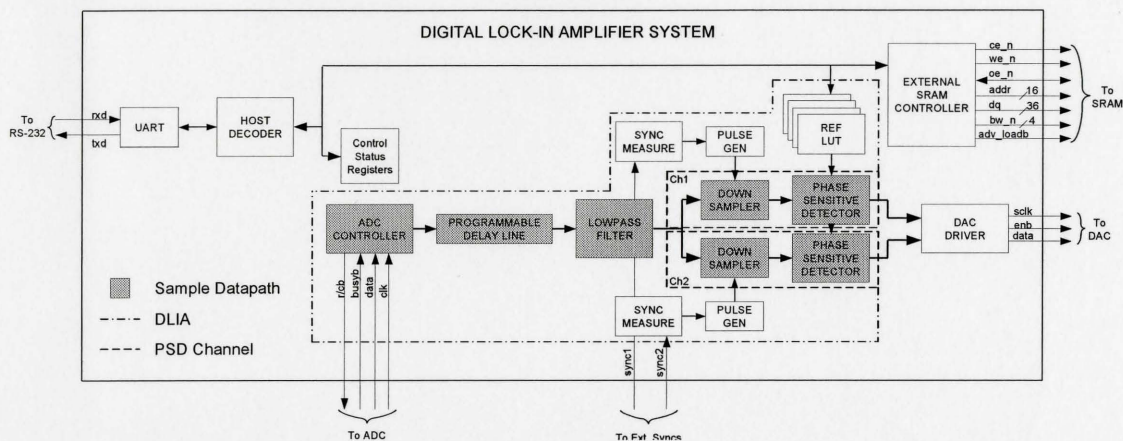 DIGITAL LOCK-IN AMPLIFIER SYSTEM
To
RS-232
rxd
txd
UART
HOST
DECODER
Control
Status
Registers
EXTERNAL
SRAM
CONTROLLER
ce_n
we_n
oe_n
addr 16
dq 36
bw_n 4
adv_loadb
To
SRAM
SYNC
MEASURE
PULSE
GEN
REF
LUT
Ch1
DOWN
SAMPLER
PHASE
SENSITIVE
DETECTOR
ADC
CONTROLLER
PROGRAMMABLE
DELAY LINE
LOWPASS
FILTER
DOWN
SAMPLER
PHASE
SENSITIVE
DETECTOR
Ch2
DAC
DRIVER
sclk
enb
data
To
DAC
SYNC
MEASURE
PULSE
GEN
r/cb
busyb
data
clk
sync1
sync2
Sample Datapath
DLIA
PSD Channel
To ADC
To Ext. Syncs